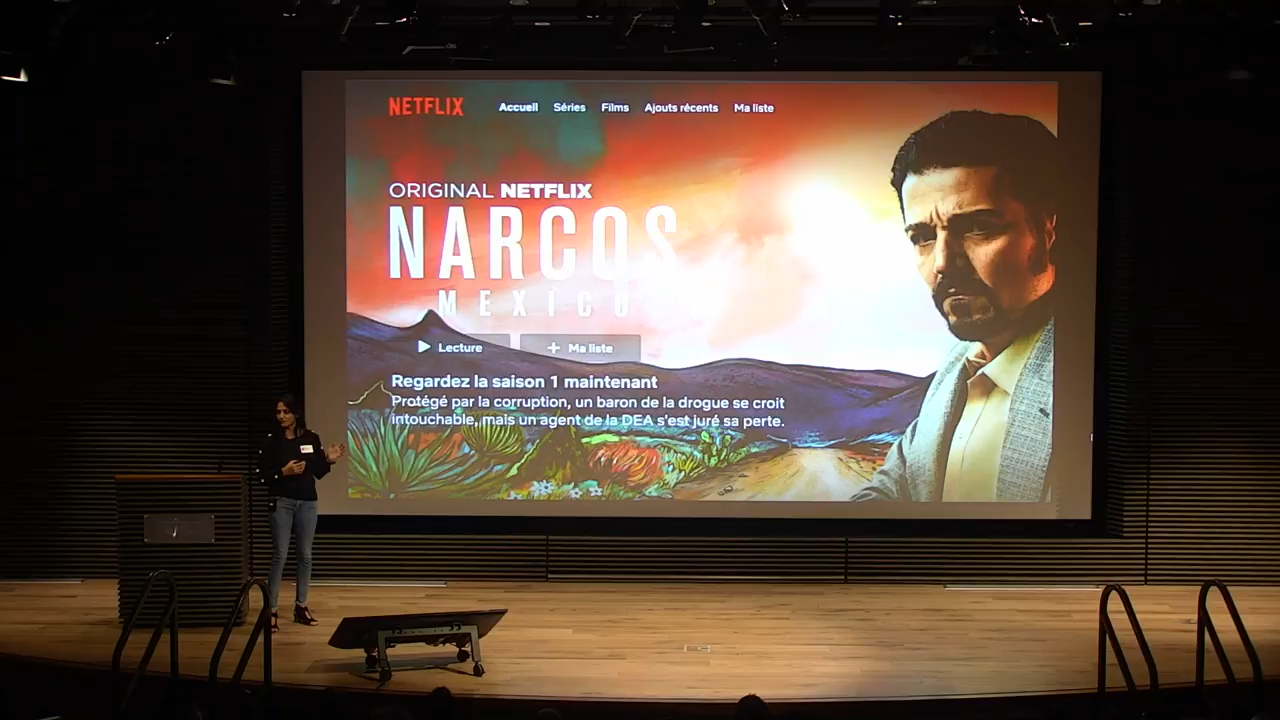 NETFLIX Accueil Séries Films Ajouts récents Ma liste
ORIGINAL NETFLIX
NARCOS
MEXICO
Lecture
Ma liste
Regardez la saison 1 maintenant
Protégé par la corruption, un baron de la drogue se croit
intouchable, mais un agent de la DEA s'est juré sa perte.